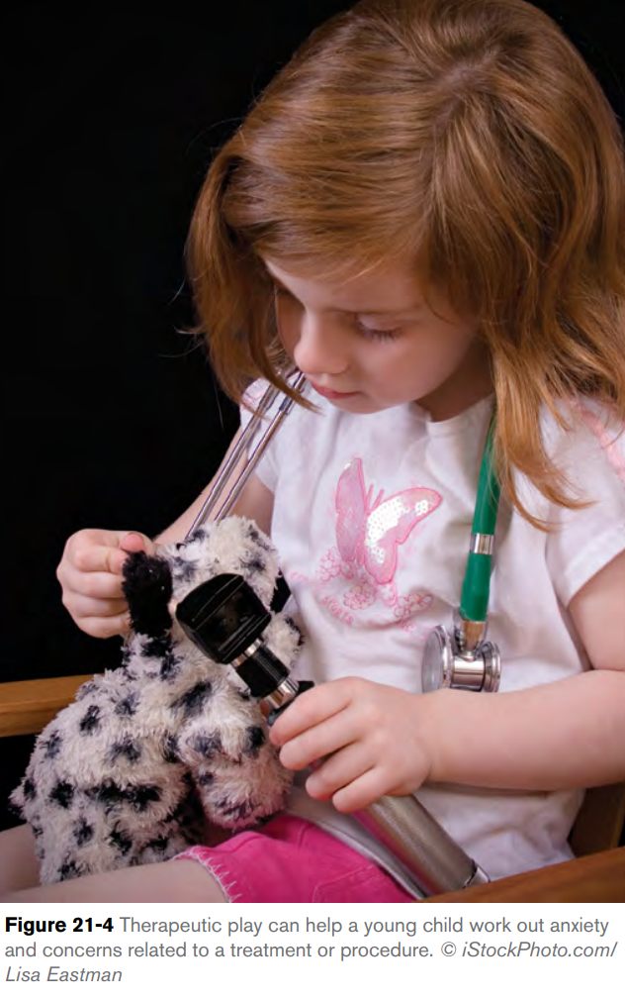 Figure 21-4 Therapeutic play can help a young child work out anxiety
and concerns related to a treatment or procedure. © iStockPhoto.com/
Lisa Eastman